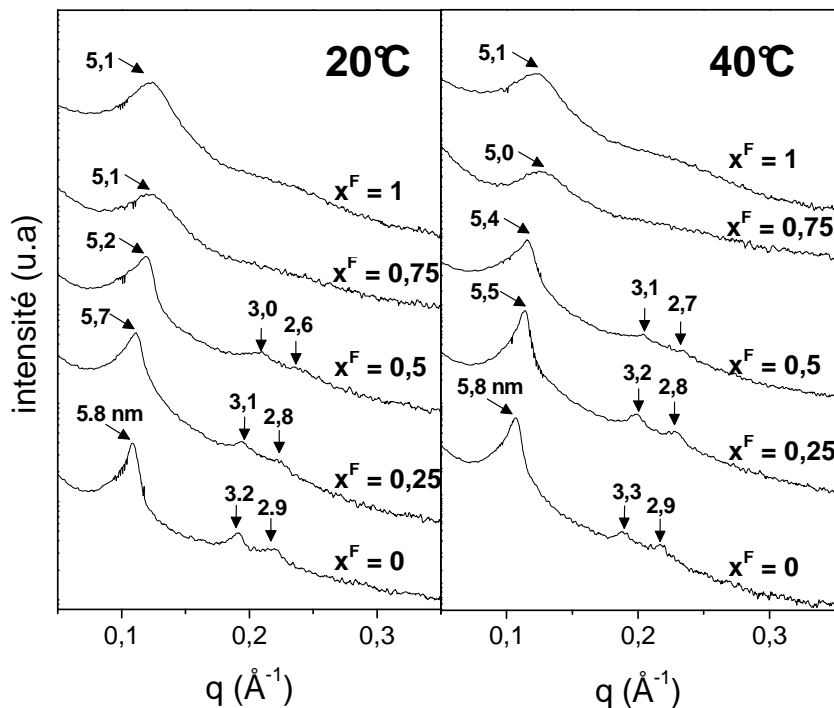 20°C
5,1
x^F = 1
5,1
x^F = 0,75
5,2
3,0
2,6
x^F = 0,5
5,7
3,1
2,8
x^F = 0,25
5.8 nm
3.2
2.9
x^F = 0
0,1
0,2
0,3
q (Å⁻¹)
intensité (u.a)
40°C
5,1
x^F = 1
5,0
x^F = 0,75
5,4
3,1
2,7
x^F = 0,5
5,5
3,2
2,8
x^F = 0,25
5,8 nm
3,3
2,9
x^F = 0
0,1
0,2
0,3
q (Å⁻¹)